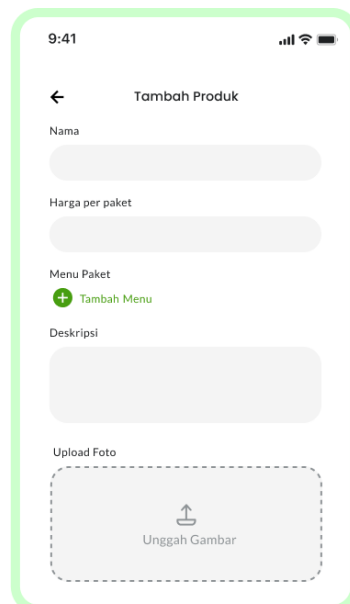 9:41
Tambah Produk
Nama
Harga per paket
Menu Paket
Tambah Menu
Deskripsi
Upload Foto
Unggah Gambar